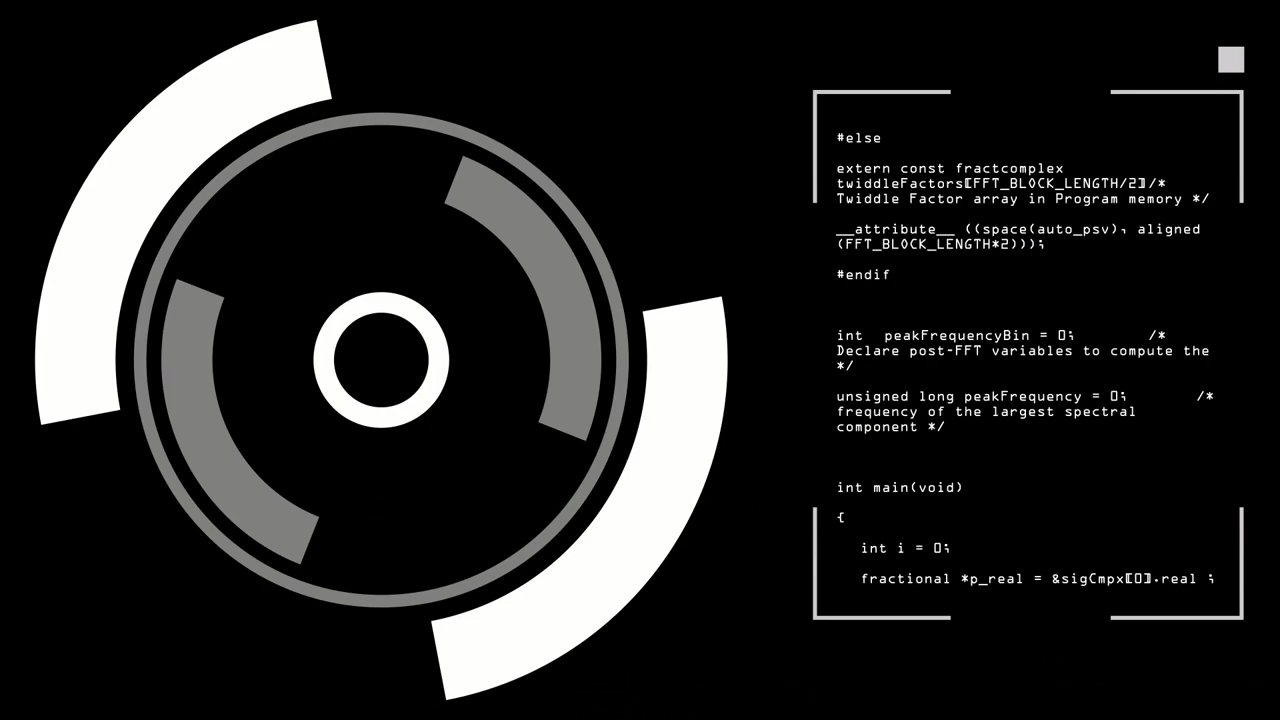 #else
extern const fractcomplex
twiddleFactors[FFT_BLOCK_LENGTH/2]/*
Twiddle Factor array in Program memory */
__attribute__ ((space(auto_psv), aligned
(FFT_BLOCK_LENGTH*2)));
#endif
int  peakFrequencyBin = 0;         /*
Declare post-FFT variables to compute the
*/
unsigned long peakFrequency = 0;         /*
frequency of the largest spectral
component */
int main(void)
{
int i = 0;
fractional *p_real = &sigCmpx[0].real ;